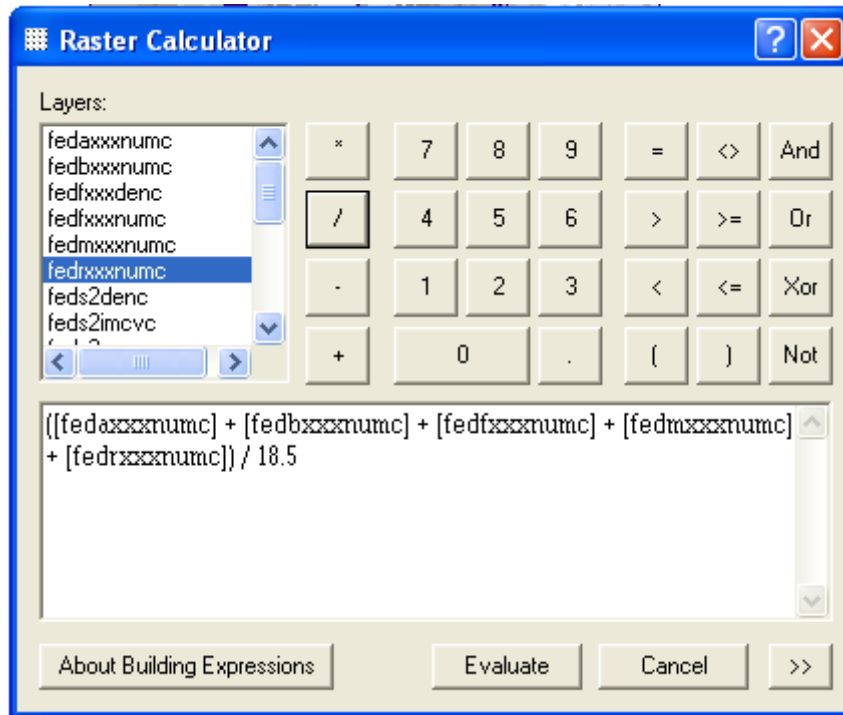 Raster Calculator
Layers:
fedaxxxnumc
fedbxxxnumc
fedfxxxdenc
fedfxxxnumc
fedmxxxnumc
fedrxxxnumc
feds2denc
feds2imcvc
* 7 8 9 = <> And
/ 4 5 6 > >= Or
- 1 2 3 < <= Xor
+ 0 . ( ) Not
([fedaxxxnumc] + [fedbxxxnumc] + [fedfxxxnumc] + [fedmxxxnumc]
+ [fedrxxxnumc]) / 18.5
About Building Expressions Evaluate Cancel >>